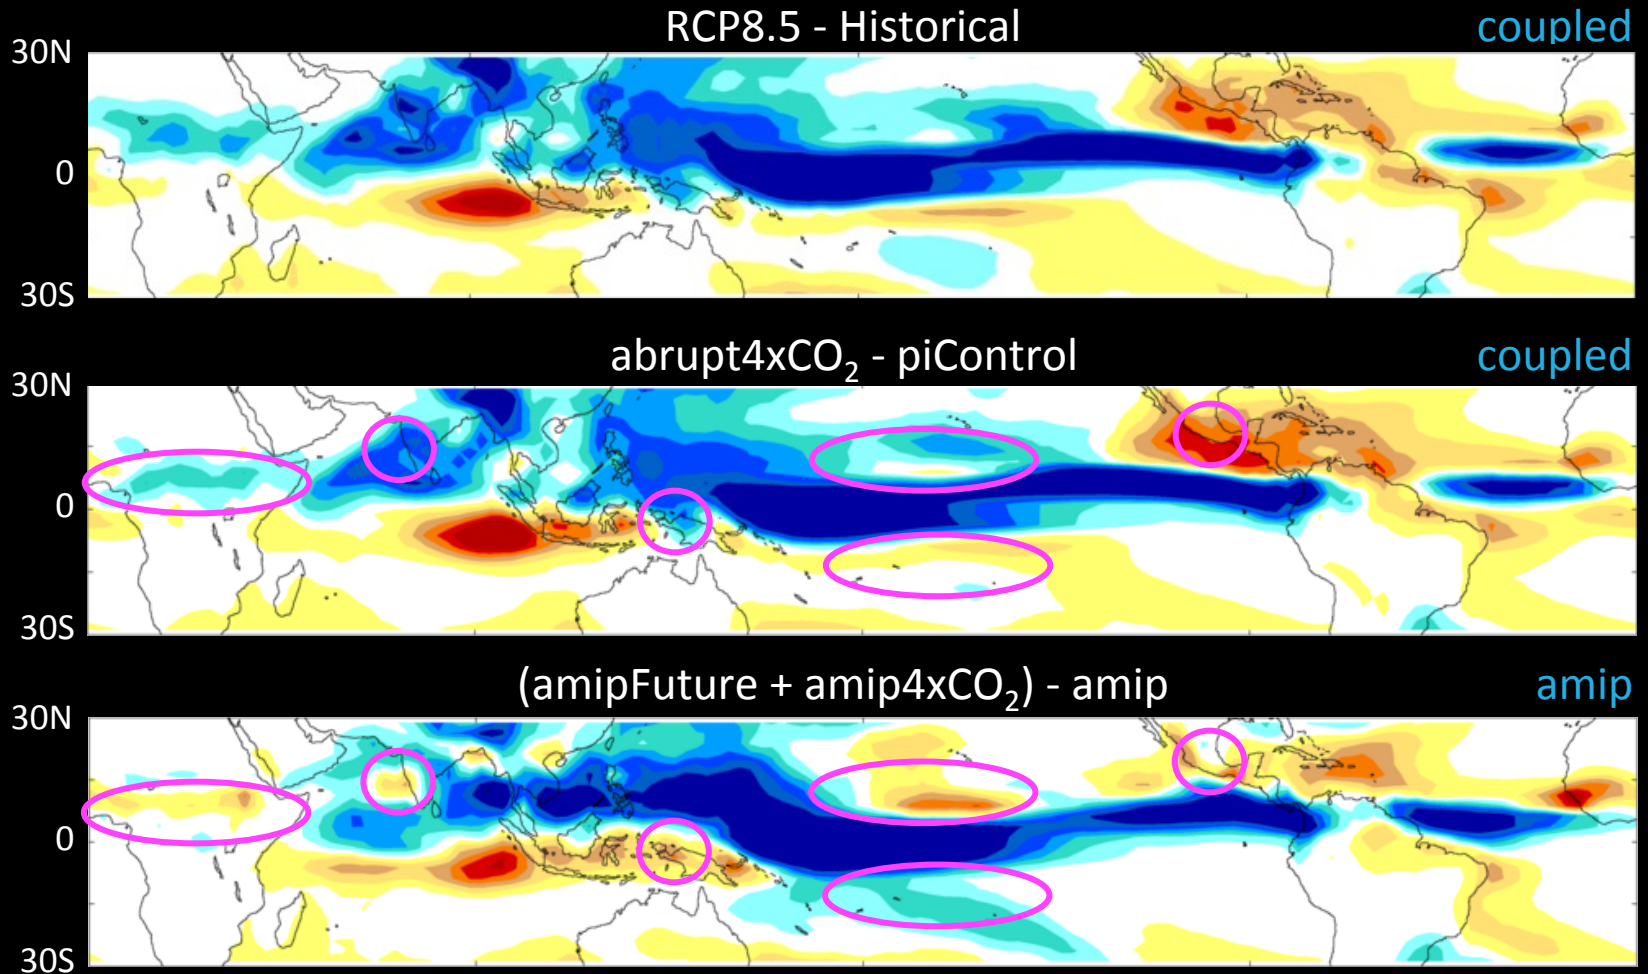 RCP8.5 - Historical coupled
30N
0
30S
abrupt4xCO₂ - piControl coupled
30N
0
30S
(amipFuture + amip4xCO₂) - amip amip
30N
0
30S